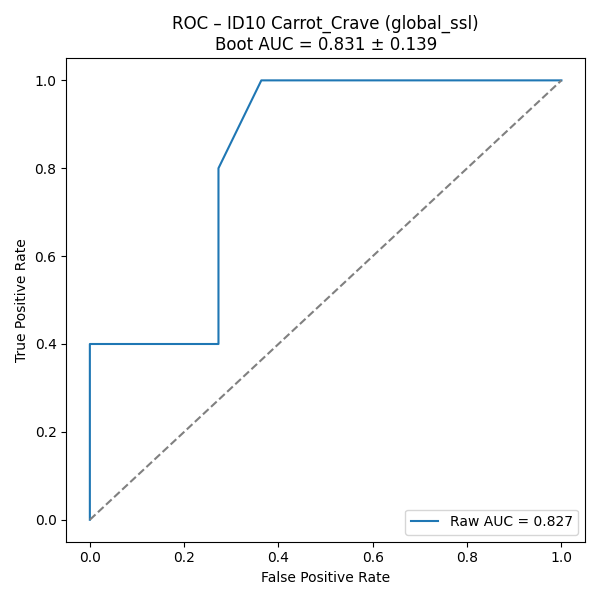 ROC – ID10 Carrot_Crave (global_ssl)
Boot AUC = 0.831 ± 0.139
1.0
0.8
0.6
0.4
0.2
0.0
True Positive Rate
0.0 0.2 0.4 0.6 0.8 1.0
False Positive Rate
Raw AUC = 0.827